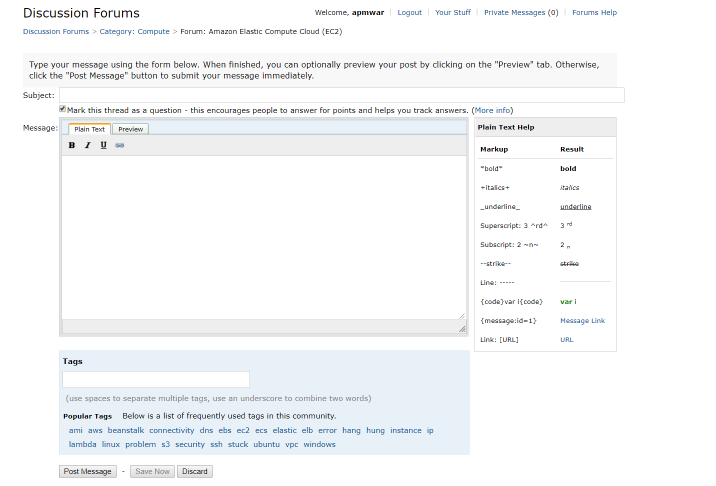 Discussion Forums
Welcome, apmwar | Logout | Your Stuff | Private Messages (0) | Forums Help
Discussion Forums > Category: Compute > Forum: Amazon Elastic Compute Cloud (EC2)
Type your message using the form below. When finished, you can optionally preview your post by clicking on the "Preview" tab. Otherwise,
click the "Post Message" button to submit your message immediately.
Subject:
Mark this thread as a question - this encourages people to answer for points and helps you track answers. (More info)
Message:
Plain Text Preview
B I U
Plain Text Help
Markup Result
*bold* bold
+italics+ italics
_underline_ underline
Superscript: 3 ^rd^ 3 rd
Subscript: 2 ~n~ 2 n
--strike-- strike
Line: -----
{code}var i{code} var i
{message:id=1} Message Link
Link: [URL] URL
Tags
(use spaces to separate multiple tags, use an underscore to combine two words)
Popular Tags Below is a list of frequently used tags in this community.
ami aws beanstalk connectivity dns ebs ec2 ecs elastic elb error hang hung instance ip
lambda linux problem s3 security ssh stuck ubuntu vpc windows
Post Message - Save Now Discard